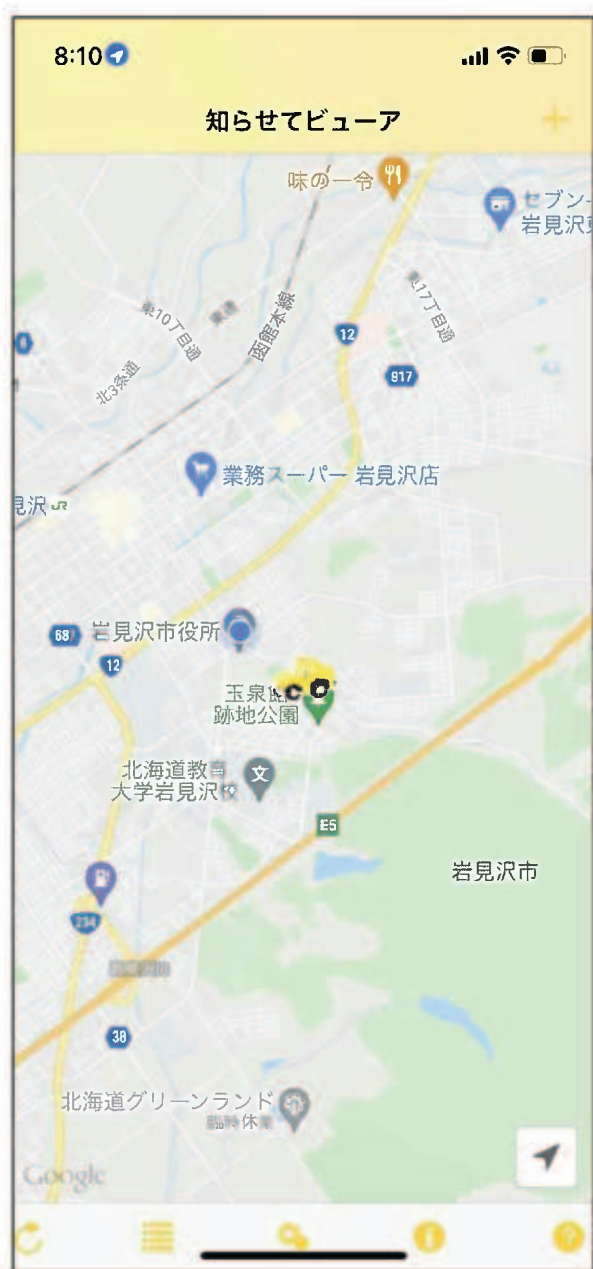 8:10
知らせてビューア
味の一令
セブン-
岩見沢東
東17丁目通
東10丁目通
函館本線
12
817
北3条通
業務スーパー 岩見沢店
見沢 JR
687
岩見沢市役所
12
玉泉館
跡地公園
北海道教育
大学岩見沢校
文
E5
岩見沢市
234
38
北海道グリーンランド
臨時休業
Google